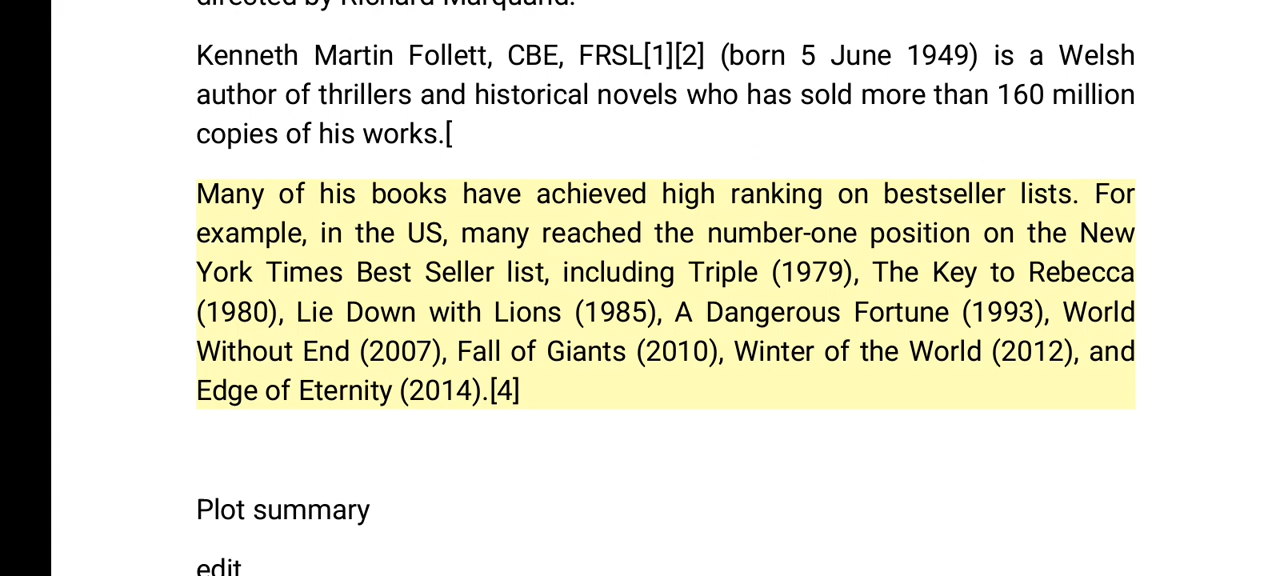 directed by Richard Marquand.
Kenneth Martin Follett, CBE, FRSL[1][2] (born 5 June 1949) is a Welsh
author of thrillers and historical novels who has sold more than 160 million
copies of his works.[
Many of his books have achieved high ranking on bestseller lists. For
example, in the US, many reached the number-one position on the New
York Times Best Seller list, including Triple (1979), The Key to Rebecca
(1980), Lie Down with Lions (1985), A Dangerous Fortune (1993), World
Without End (2007), Fall of Giants (2010), Winter of the World (2012), and
Edge of Eternity (2014).[4]
Plot summary
edit